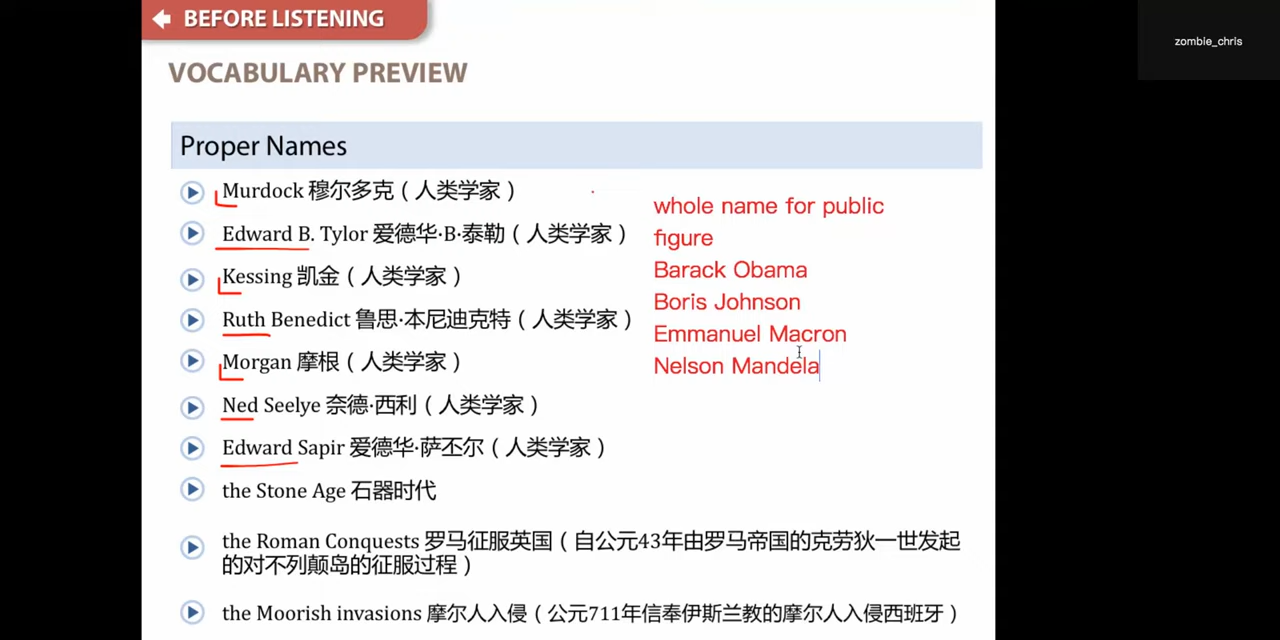 BEFORE LISTENING
zombie_chris
VOCABULARY PREVIEW
Proper Names
Murdock 穆尔多克（人类学家）
Edward B. Tylor 爱德华·B·泰勒（人类学家）
Kessing 凯金（人类学家）
Ruth Benedict 鲁思·本尼迪克特（人类学家）
Morgan 摩根（人类学家）
Ned Seelye 奈德·西利（人类学家）
Edward Sapir 爱德华·萨丕尔（人类学家）
the Stone Age 石器时代
the Roman Conquests 罗马征服英国（自公元43年由罗马帝国的克劳狄一世发起
的对不列颠岛的征服过程）
the Moorish invasions 摩尔人入侵（公元711年信奉伊斯兰教的摩尔人入侵西班牙）
whole name for public
figure
Barack Obama
Boris Johnson
Emmanuel Macron
Nelson Mandela